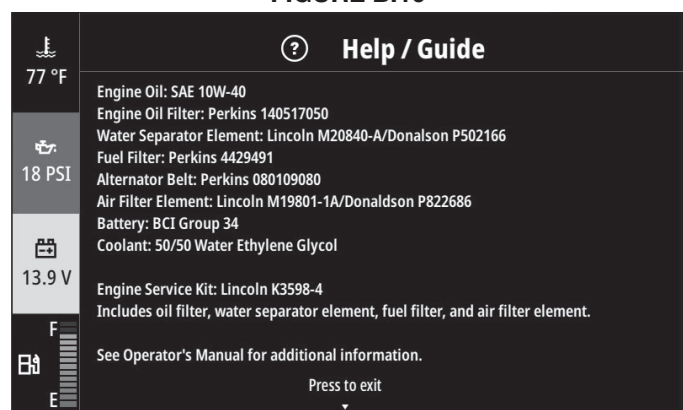 FIGURE B.10
Help / Guide
77 °F
18 PSI
13.9 V
F
E
Engine Oil: SAE 10W-40
Engine Oil Filter: Perkins 140517050
Water Separator Element: Lincoln M20840-A/Donalson P502166
Fuel Filter: Perkins 4429491
Alternator Belt: Perkins 080109080
Air Filter Element: Lincoln M19801-1A/Donaldson P822686
Battery: BCI Group 34
Coolant: 50/50 Water Ethylene Glycol
Engine Service Kit: Lincoln K3598-4
Includes oil filter, water separator element, fuel filter, and air filter element.
See Operator's Manual for additional information.
Press to exit